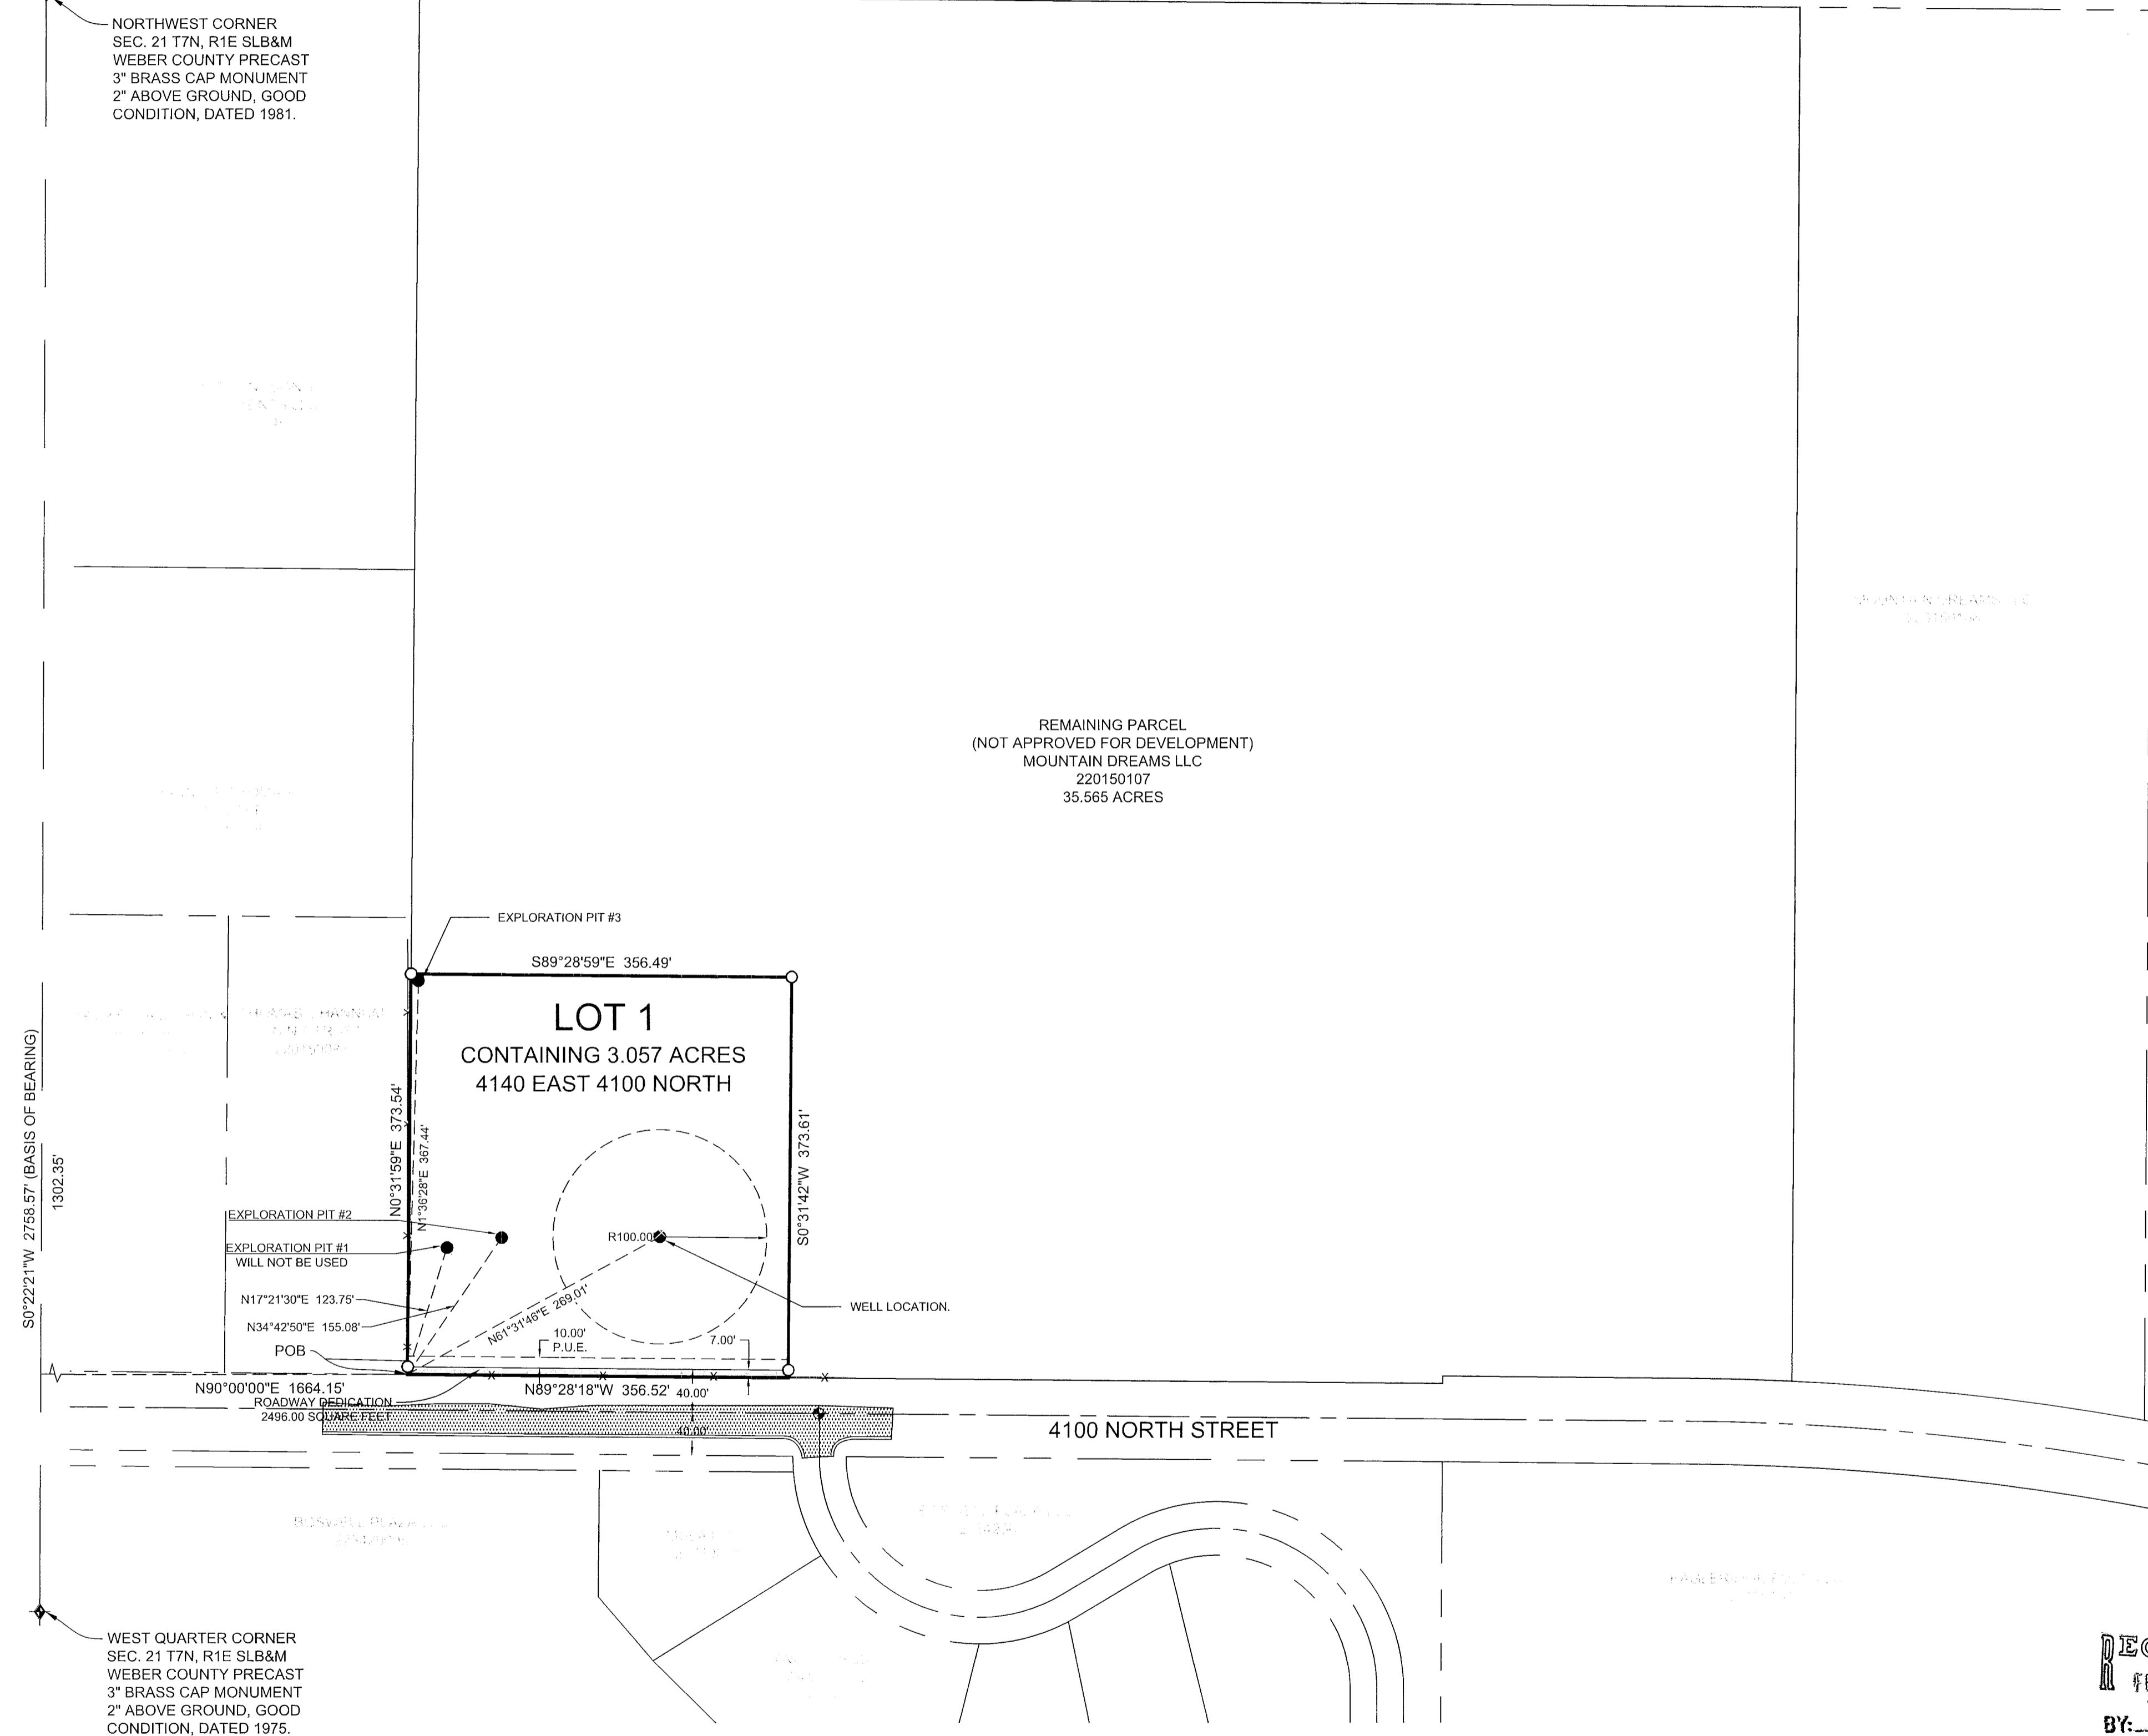 NORTHWEST CORNER
SEC. 21 T7N, R1E SLB&M
WEBER COUNTY PRECAST
3" BRASS CAP MONUMENT
2" ABOVE GROUND, GOOD
CONDITION, DATED 1981.
REMAINING PARCEL
(NOT APPROVED FOR DEVELOPMENT)
MOUNTAIN DREAMS LLC
220150107
35.565 ACRES
EXPLORATION PIT #3
S89°28'59"E 356.49'
LOT 1
CONTAINING 3.057 ACRES
4140 EAST 4100 NORTH
S0°22'21"W 2758.57' (BASIS OF BEARING)
1302.35'
N0°31'59"E 373.54'
N1°36'28"E 367.44'
S0°31'42"W 373.61'
EXPLORATION PIT #2
EXPLORATION PIT #1
WILL NOT BE USED
R100.00
N17°21'30"E 123.75'
N34°42'50"E 155.08'
N61°31'46"E 269.01'
WELL LOCATION.
POB
10.00'
P.U.E.
7.00'
N90°00'00"E 1664.15'
N89°28'18"W 356.52'
40.00'
ROADWAY DEDICATION
2496.00 SQUARE FEET
40.00'
4100 NORTH STREET
WEST QUARTER CORNER
SEC. 21 T7N, R1E SLB&M
WEBER COUNTY PRECAST
3" BRASS CAP MONUMENT
2" ABOVE GROUND, GOOD
CONDITION, DATED 1975.
BY: